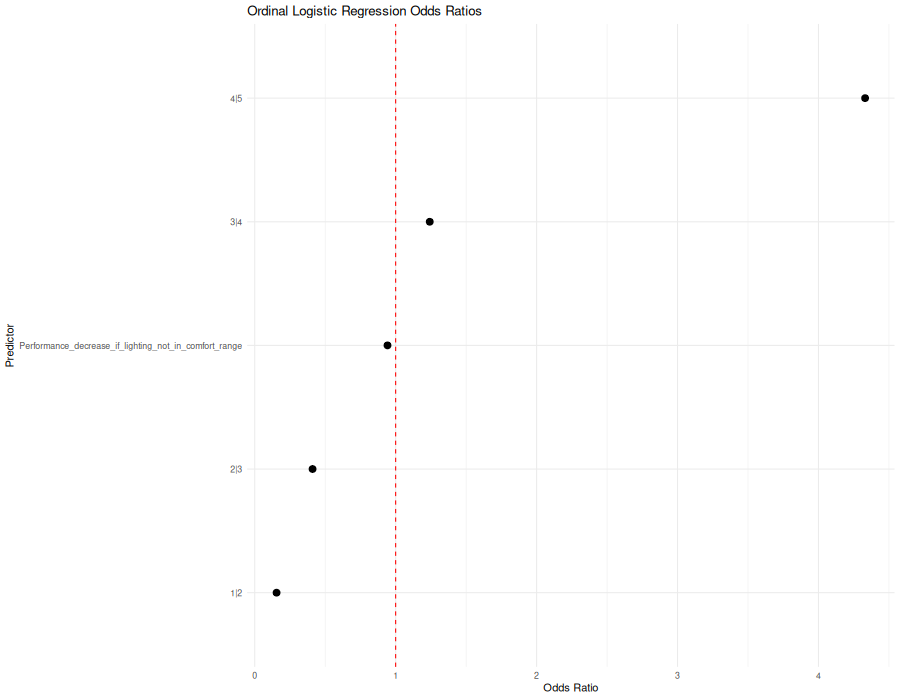 Ordinal Logistic Regression Odds Ratios
4|5
3|4
Performance_decrease_if_lighting_not_in_comfort_range
2|3
1|2
Predictor
0 1 2 3 4
Odds Ratio